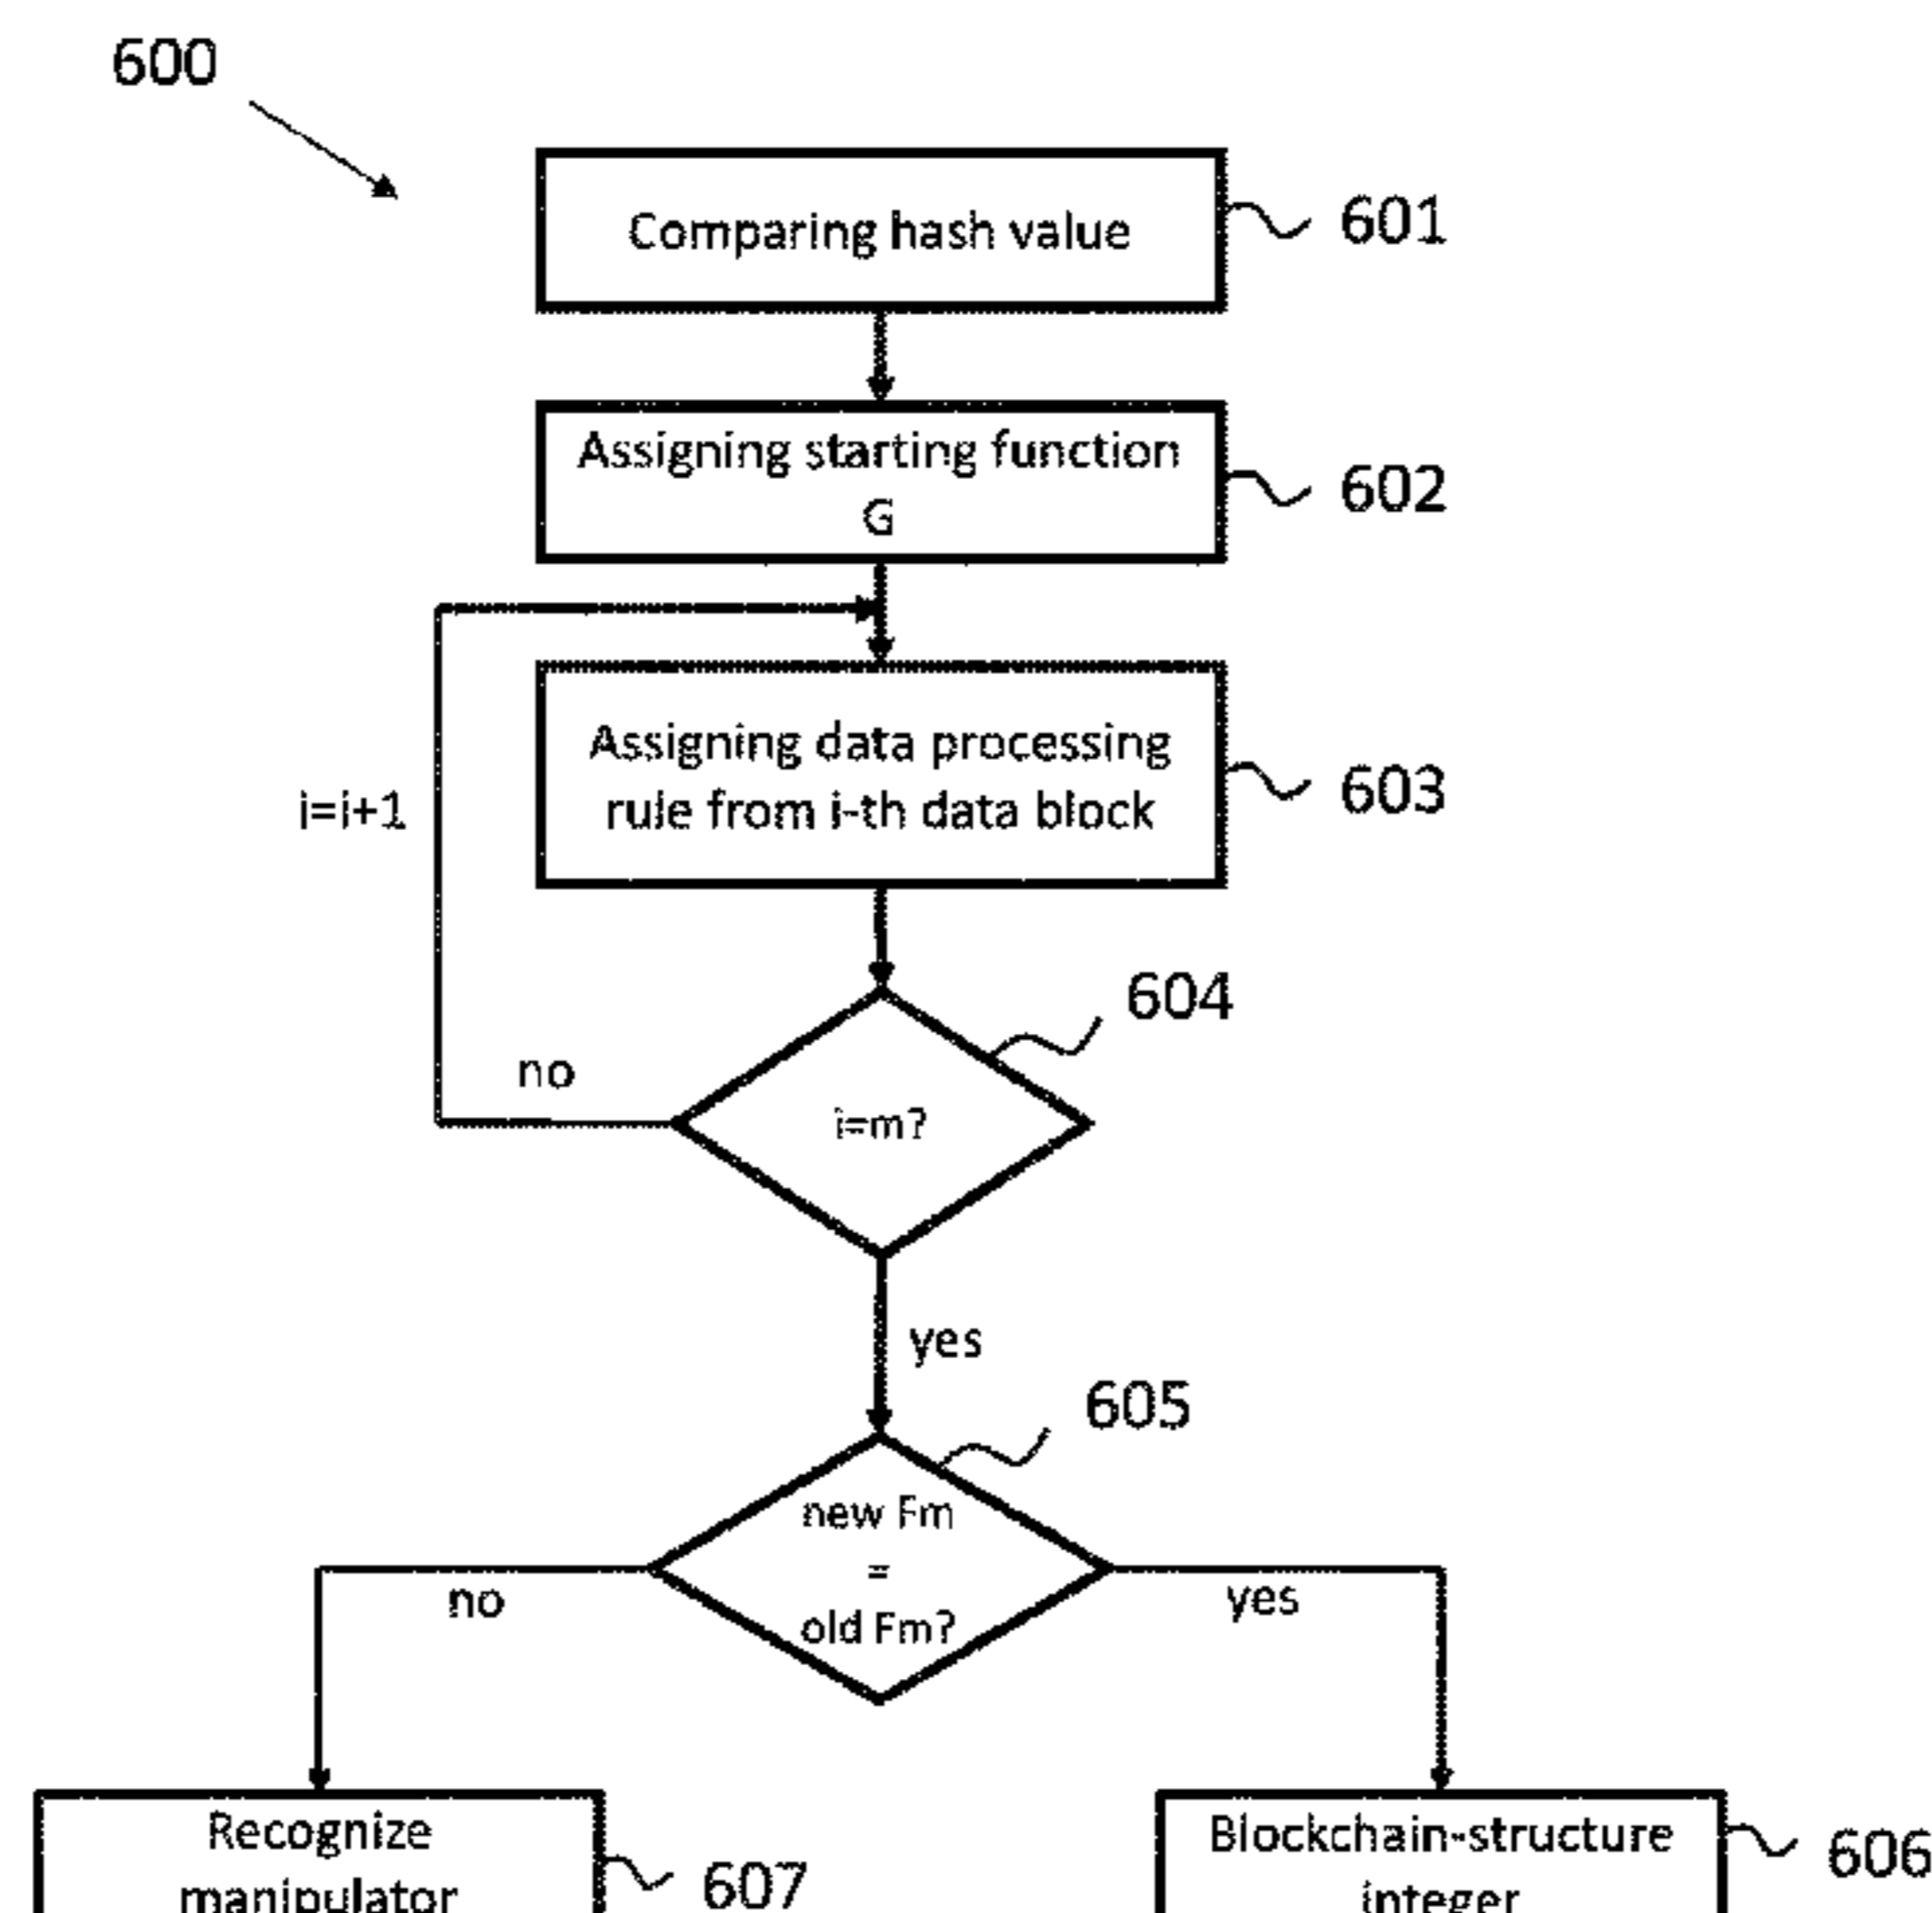 600
Comparing hash value
601
Assigning starting function
G
602
Assigning data processing
rule from i-th data block
603
i=i+1
604
no
i=m?
yes
605
new Fm
=
old Fm?
no
yes
Recognize
manipulator
607
Blockchain-structure
integer
606